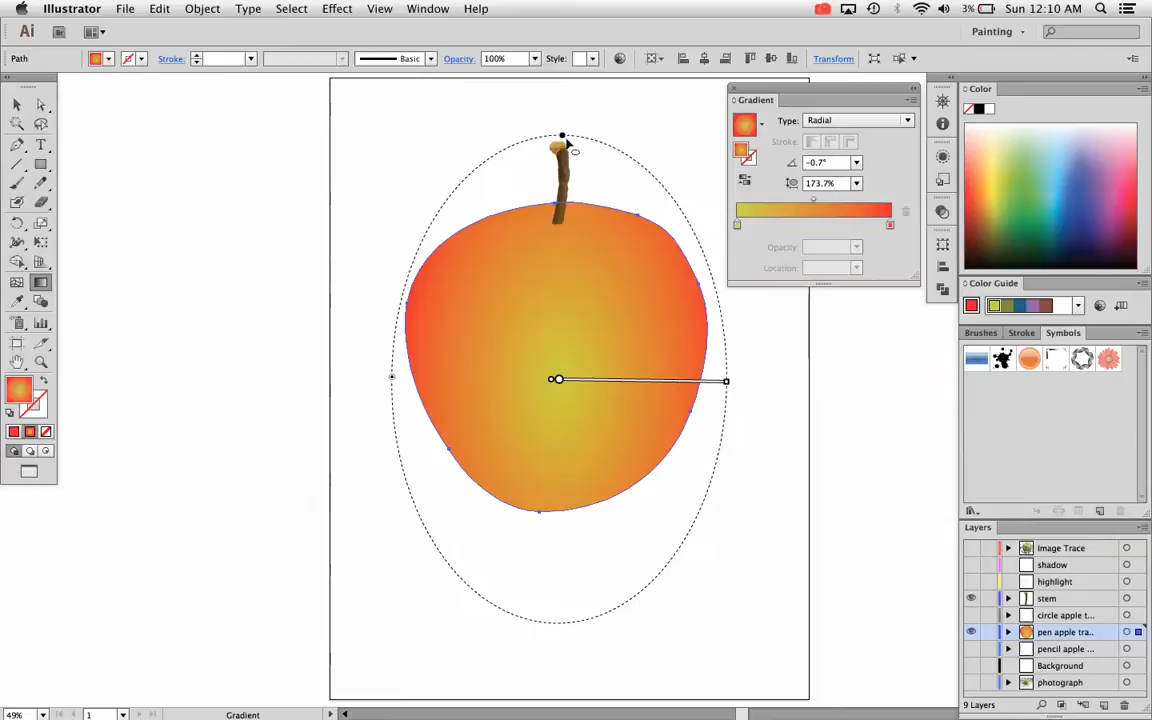 Illustrator File Edit Object Type Select Effect View Window Help 3% Sun 12:10 AM
Ai Br Painting
Path Stroke: Basic Opacity: 100% Style: Transform
Gradient
Type: Radial
Stroke:
-0.7°
173.7%
Opacity:
Location:
Color
Color Guide
Brushes Stroke Symbols
Layers
Image Trace
shadow
highlight
stem
circle apple t...
pen apple tra..
pencil apple ...
Background
photograph
9 Layers
49% 1 Gradient